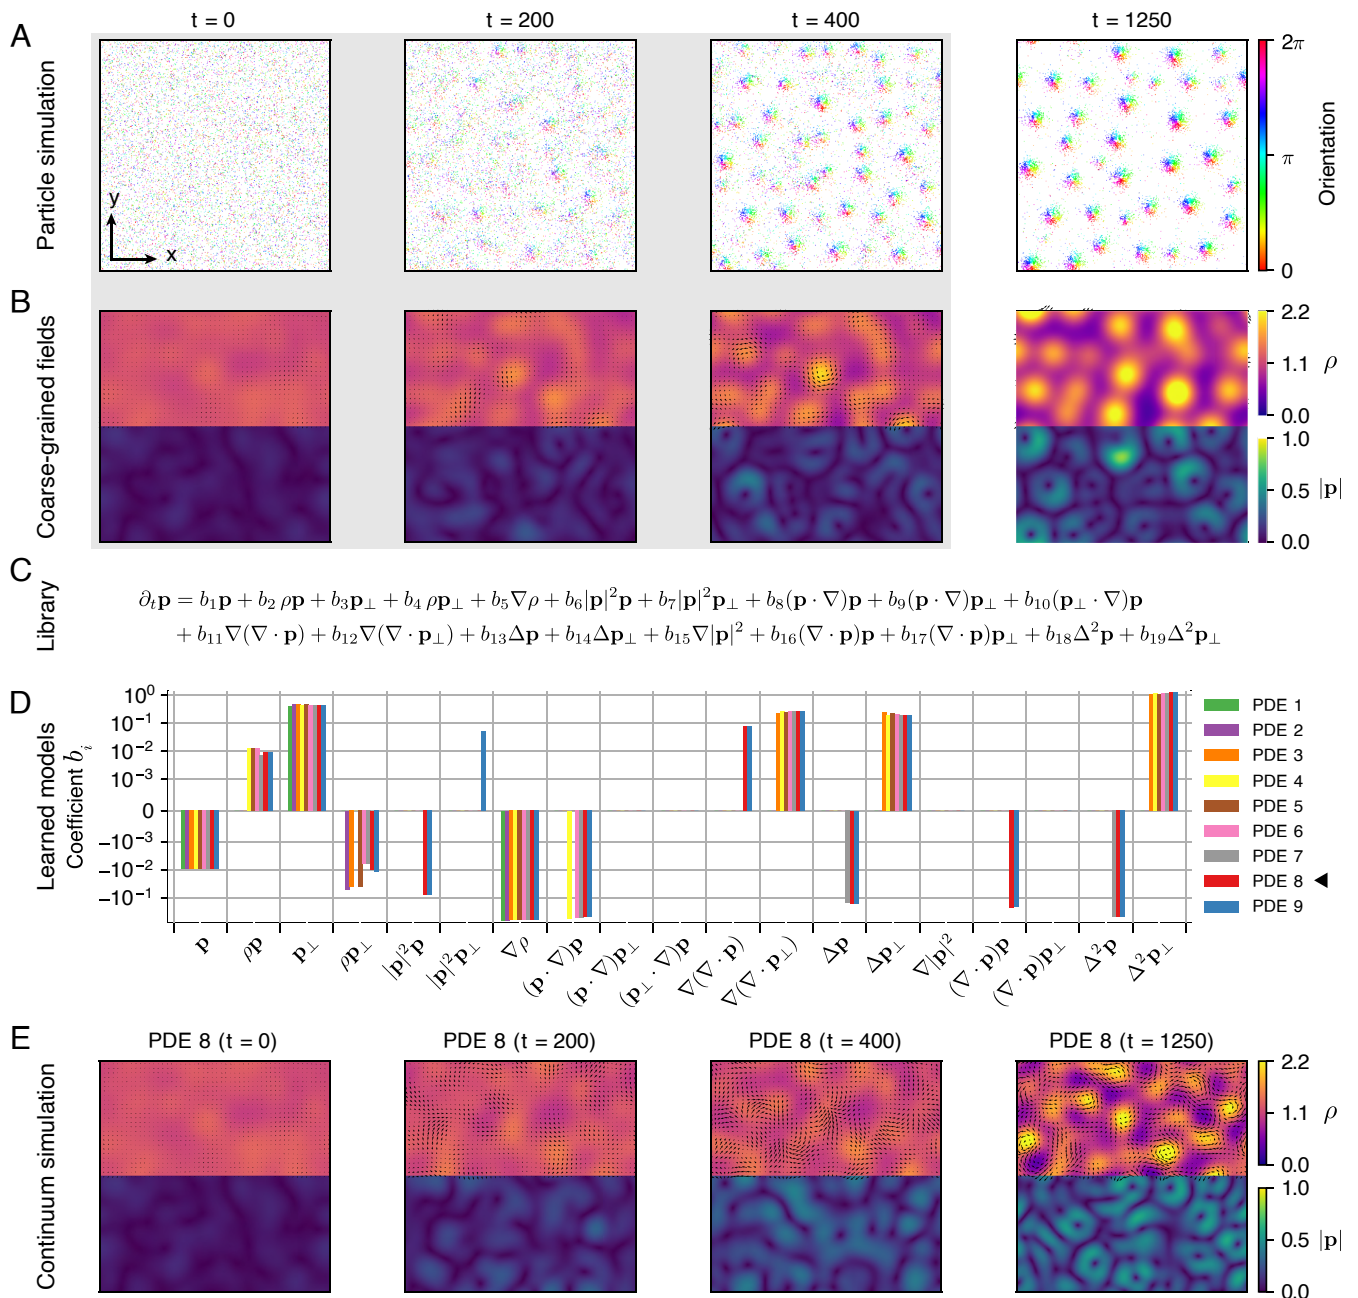 t = 0
t = 200
t = 400
t = 1250
A
Particle simulation
y
x
2π
π
0
Orientation
B
Coarse-grained fields
2.2
1.1
0.0
ρ
1.0
0.5
0.0
|p|
C
Library
∂ₜp = b₁p + b₂ ρp + b₃p⊥ + b₄ ρp⊥ + b₅∇ρ + b₆|p|²p + b₇|p|²p⊥ + b₈(p · ∇)p + b₉(p · ∇)p⊥ + b₁₀(p⊥ · ∇)p
+ b₁₁∇(∇ · p) + b₁₂∇(∇ · p⊥) + b₁₃Δp + b₁₄Δp⊥ + b₁₅∇|p|² + b₁₆(∇ · p)p + b₁₇(∇ · p)p⊥ + b₁₈Δ²p + b₁₉Δ²p⊥
D
Learned models
Coefficient bᵢ
10⁰
10⁻¹
10⁻²
10⁻³
0
−10⁻³
−10⁻²
−10⁻¹
p
ρp
p⊥
ρp⊥
|p|²p
|p|²p⊥
∇ρ
(p · ∇)p
(p · ∇)p⊥
(p⊥ · ∇)p
∇(∇ · p)
∇(∇ · p⊥)
Δp
Δp⊥
∇|p|²
(∇ · p)p
(∇ · p)p⊥
Δ²p
Δ²p⊥
PDE 1
PDE 2
PDE 3
PDE 4
PDE 5
PDE 6
PDE 7
PDE 8 ◀
PDE 9
E
Continuum simulation
PDE 8 (t = 0)
PDE 8 (t = 200)
PDE 8 (t = 400)
PDE 8 (t = 1250)
2.2
1.1
0.0
ρ
1.0
0.5
0.0
|p|